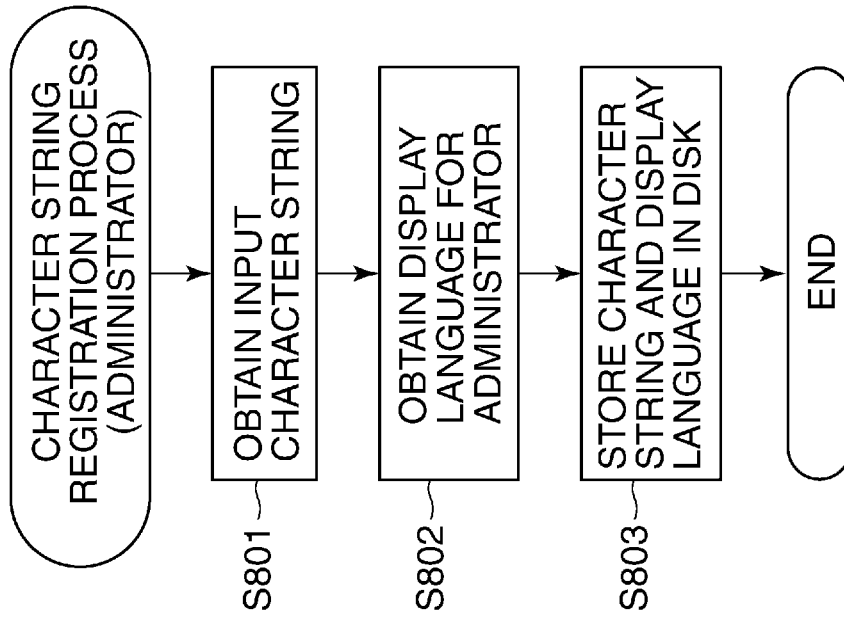 CHARACTER STRING
REGISTRATION PROCESS
(ADMINISTRATOR)
S801
OBTAIN INPUT
CHARACTER STRING
S802
OBTAIN DISPLAY
LANGUAGE FOR
ADMINISTRATOR
S803
STORE CHARACTER
STRING AND DISPLAY
LANGUAGE IN DISK
END